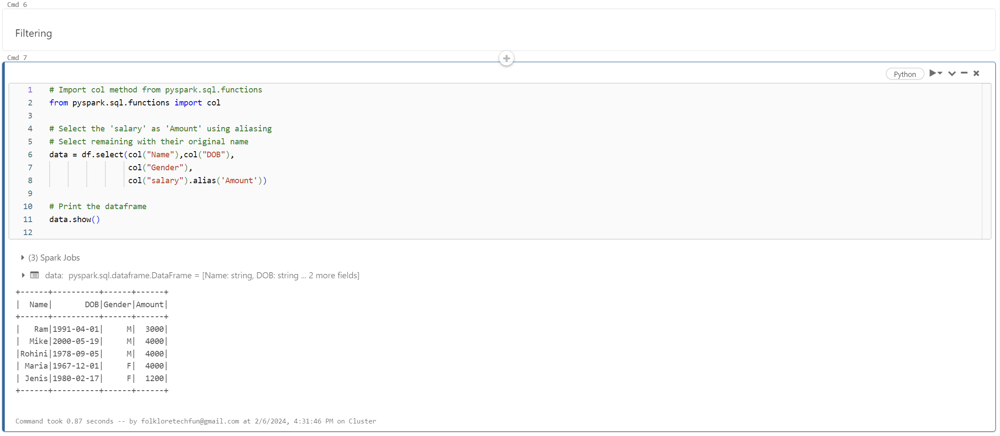 Cmd 6
Filtering
Cmd 7
Python
1 # Import col method from pyspark.sql.functions
2 from pyspark.sql.functions import col
3
4 # Select the 'salary' as 'Amount' using aliasing
5 # Select remaining with their original name
6 data = df.select(col("Name"),col("DOB"),
7                  col("Gender"),
8                  col("salary").alias('Amount'))
9
10 # Print the dataframe
11 data.show()
12
(3) Spark Jobs
data: pyspark.sql.dataframe.DataFrame = [Name: string, DOB: string ... 2 more fields]
+------+----------+------+------+
|  Name|       DOB|Gender|Amount|
+------+----------+------+------+
|   Ram|1991-04-01|     M|  3000|
|  Mike|2000-05-19|     M|  4000|
|Rohini|1978-09-05|     M|  4000|
| Maria|1967-12-01|     F|  4000|
| Jenis|1980-02-17|     F|  1200|
+------+----------+------+------+
Command took 0.87 seconds -- by folkloretechfun@gmail.com at 2/6/2024, 4:31:46 PM on Cluster